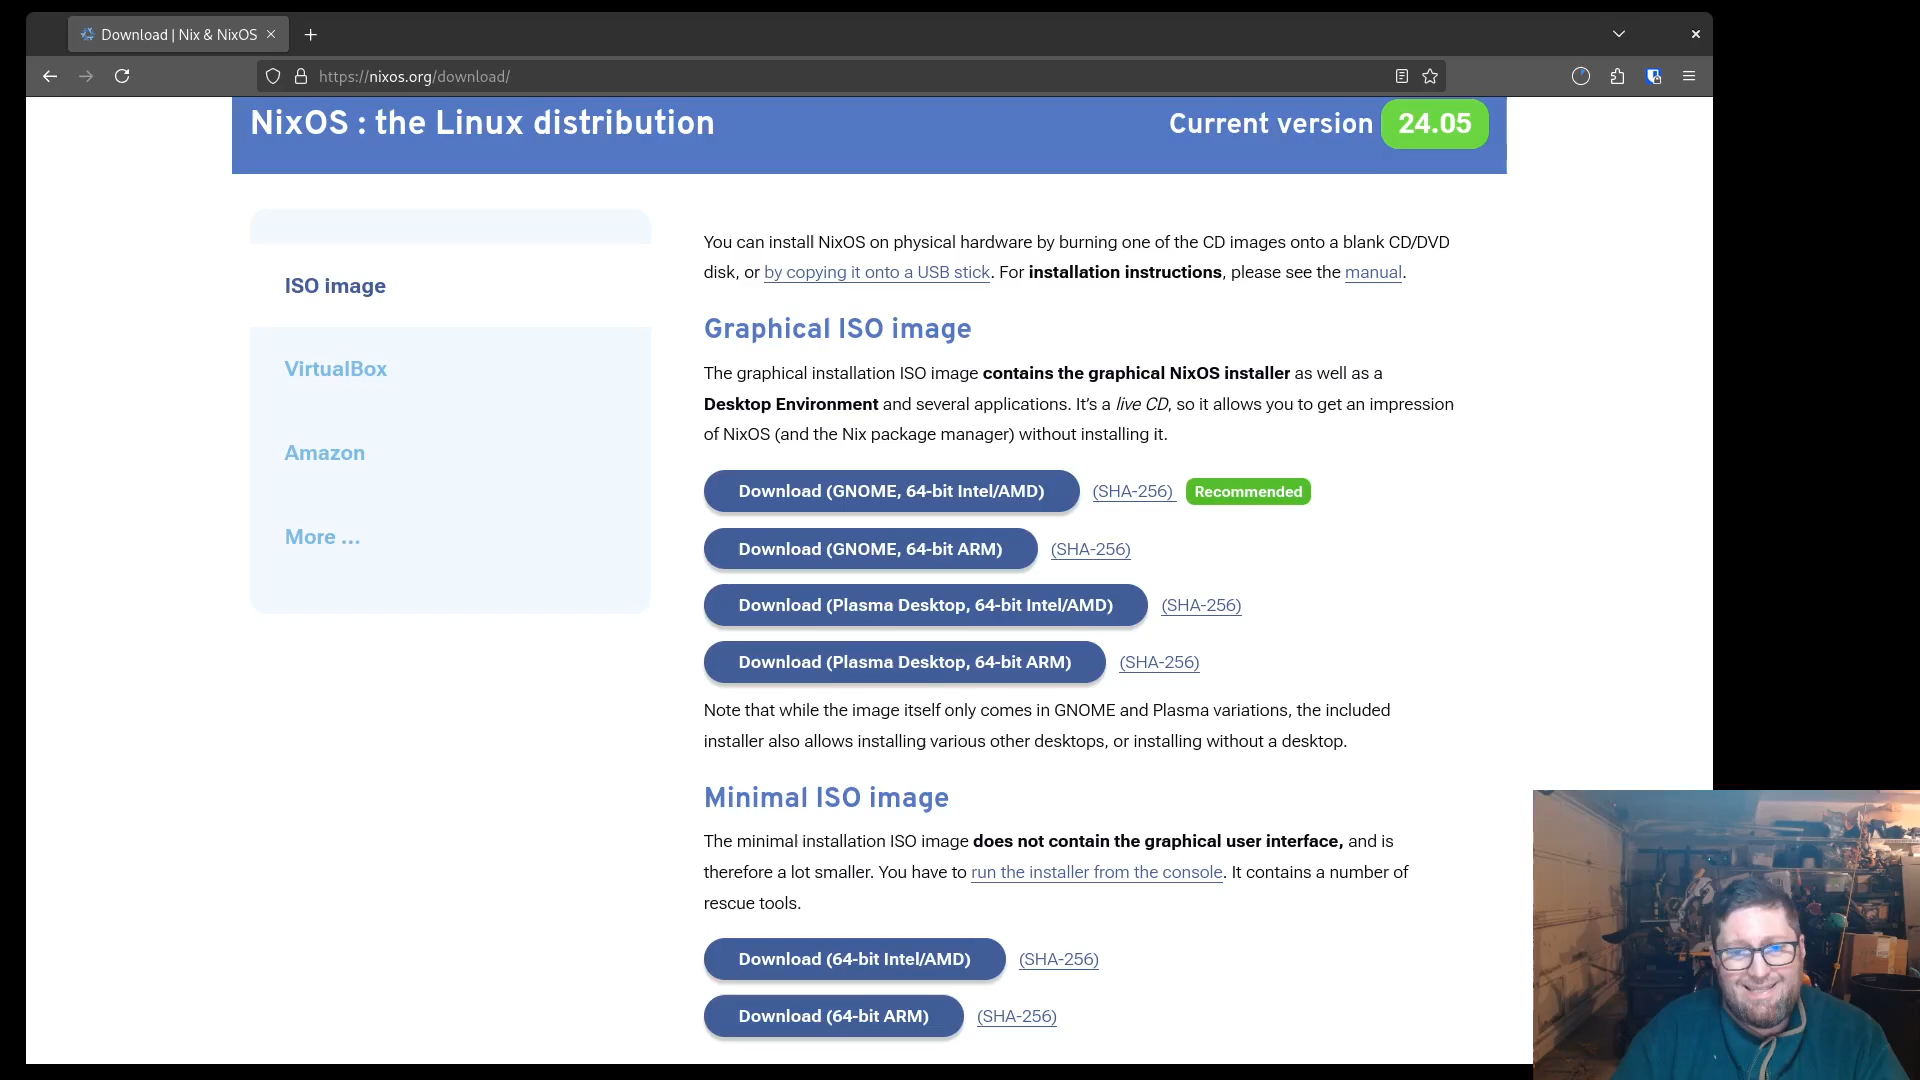 Download | Nix & NixOS
https://nixos.org/download/
NixOS : the Linux distribution
Current version 24.05
ISO image
VirtualBox
Amazon
More ...
You can install NixOS on physical hardware by burning one of the CD images onto a blank CD/DVD
disk, or by copying it onto a USB stick. For installation instructions, please see the manual.
Graphical ISO image
The graphical installation ISO image contains the graphical NixOS installer as well as a
Desktop Environment and several applications. It's a live CD, so it allows you to get an impression
of NixOS (and the Nix package manager) without installing it.
Download (GNOME, 64-bit Intel/AMD) (SHA-256) Recommended
Download (GNOME, 64-bit ARM) (SHA-256)
Download (Plasma Desktop, 64-bit Intel/AMD) (SHA-256)
Download (Plasma Desktop, 64-bit ARM) (SHA-256)
Note that while the image itself only comes in GNOME and Plasma variations, the included
installer also allows installing various other desktops, or installing without a desktop.
Minimal ISO image
The minimal installation ISO image does not contain the graphical user interface, and is
therefore a lot smaller. You have to run the installer from the console. It contains a number of
rescue tools.
Download (64-bit Intel/AMD) (SHA-256)
Download (64-bit ARM) (SHA-256)